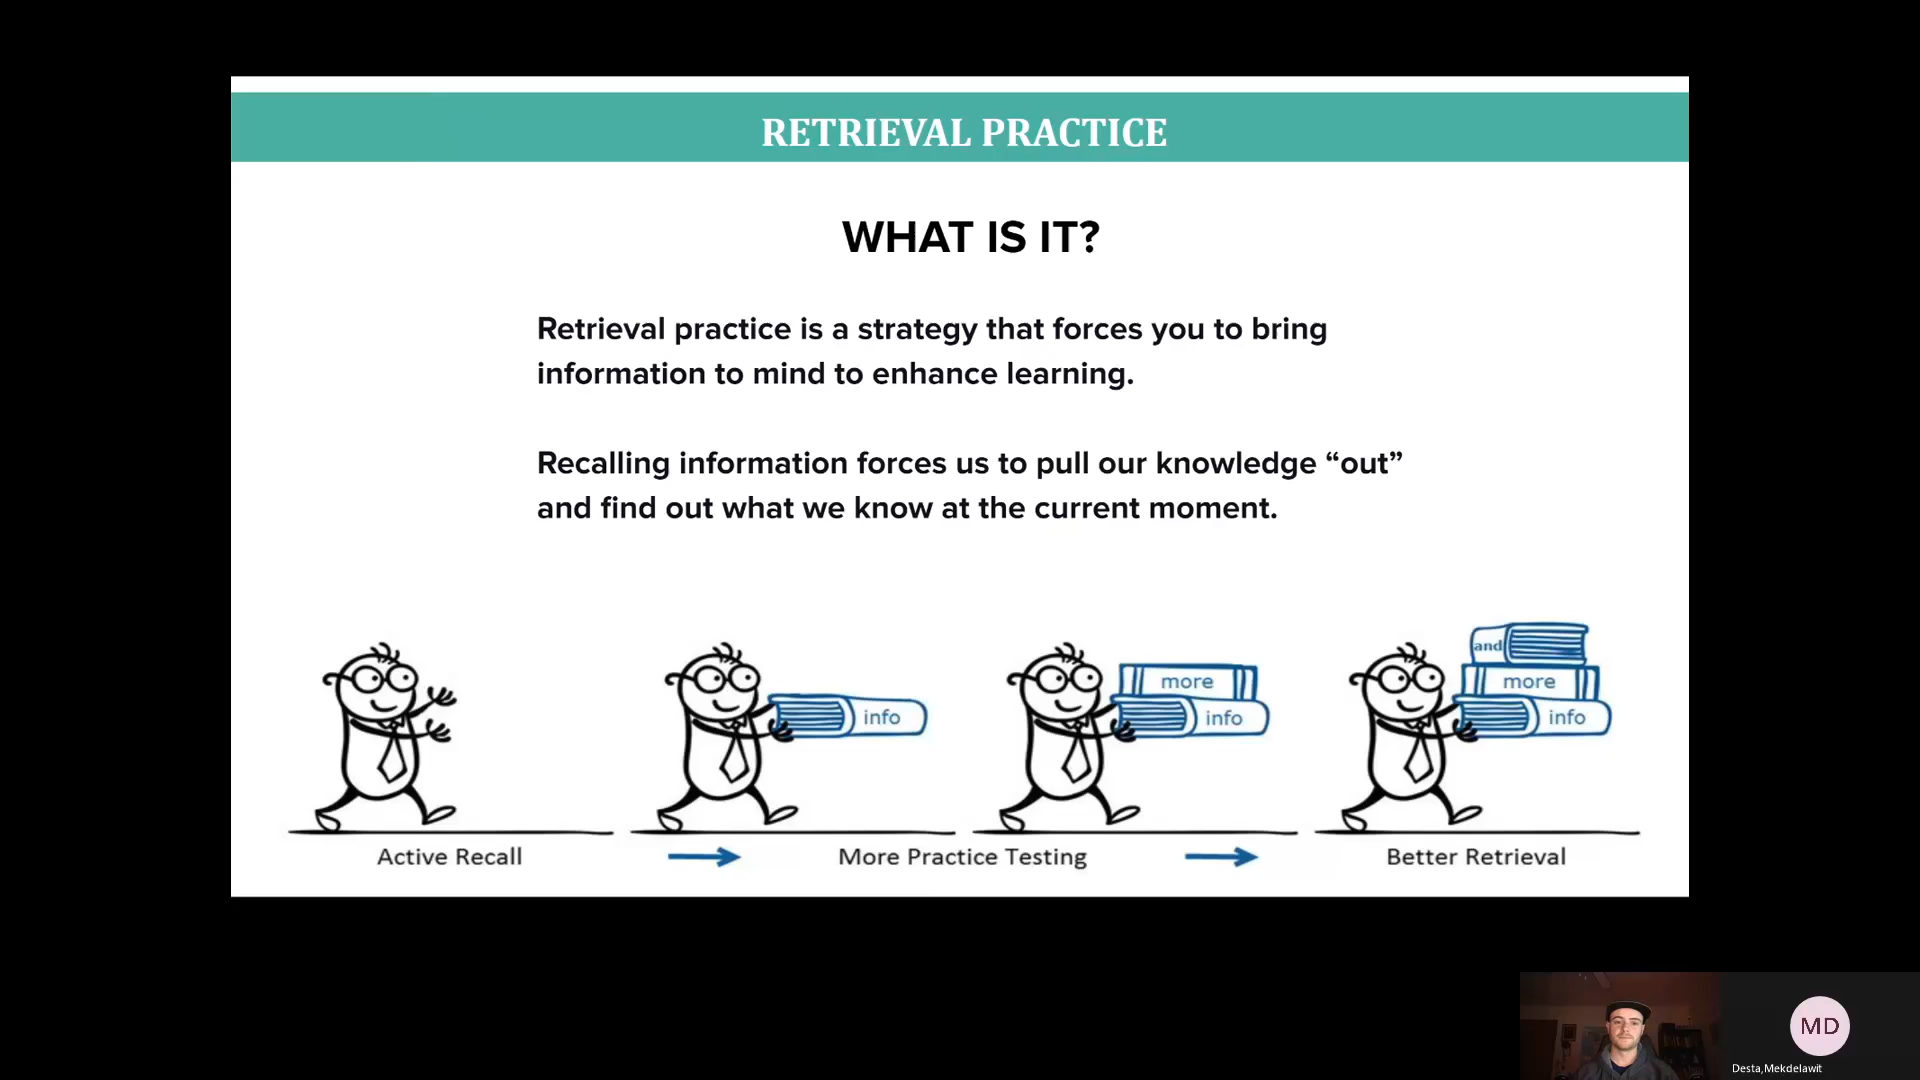 RETRIEVAL PRACTICE
WHAT IS IT?
Retrieval practice is a strategy that forces you to bring
information to mind to enhance learning.
Recalling information forces us to pull our knowledge “out”
and find out what we know at the current moment.
info
more
info
and
more
info
Active Recall
More Practice Testing
Better Retrieval
MD
Desta,Mekdelawit